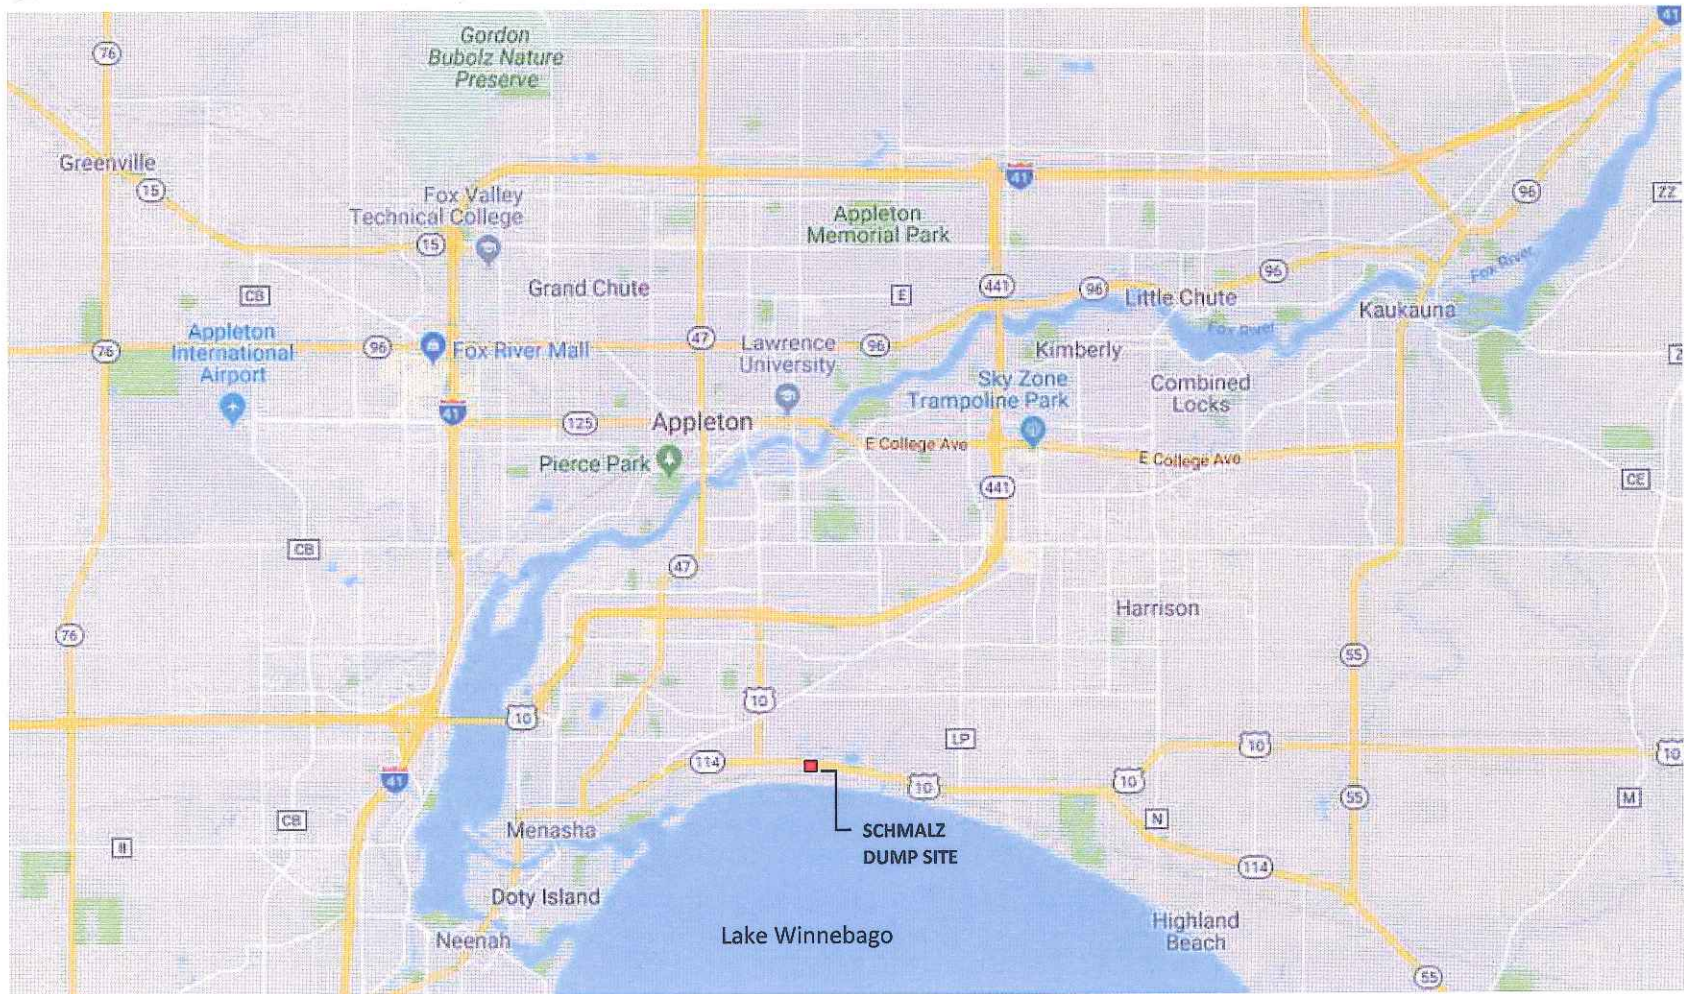 41
76
Gordon
Bubolz Nature
Preserve
Greenville
15
41
96
ZZ
Fox Valley
Technical College
15
Appleton
Memorial Park
Fox River
CB
Grand Chute
E
441
96
Little Chute
96
Kaukauna
Appleton
International
Airport
76
96
Fox River Mall
47
Lawrence
University
96
Fox River
Kimberly
Z
Sky Zone
Trampoline Park
Combined
Locks
41
125
Appleton
E College Ave
E College Ave
Pierce Park
441
CE
CB
47
Harrison
76
55
10
10
LP
10
10
114
10
10
41
55
M
CB
Menasha
N
SCHMALZ
DUMP SITE
II
114
Doty Island
Highland
Beach
Neenah
Lake Winnebago
55